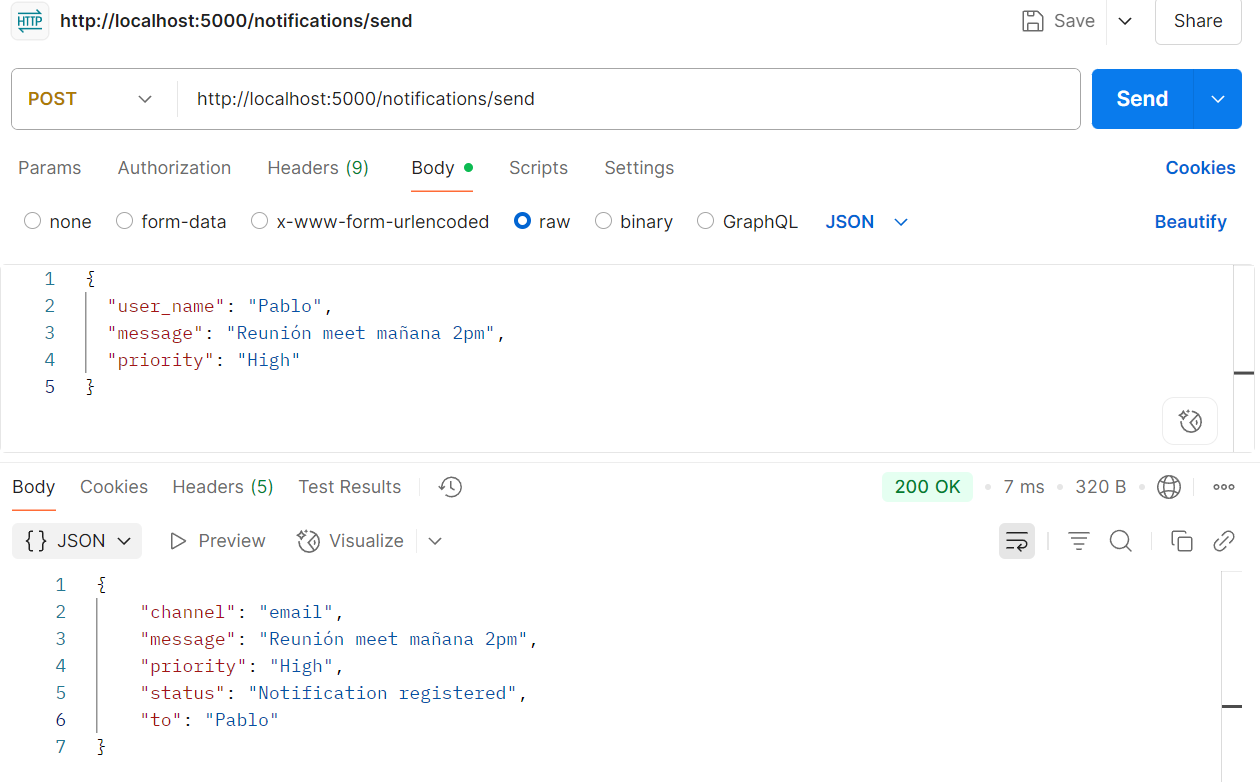 HTTP http://localhost:5000/notifications/send Save Share
POST http://localhost:5000/notifications/send Send
Params Authorization Headers (9) Body Scripts Settings Cookies
none form-data x-www-form-urlencoded raw binary GraphQL JSON Beautify
1 {
2 "user_name": "Pablo",
3 "message": "Reunión meet mañana 2pm",
4 "priority": "High"
5 }
Body Cookies Headers (5) Test Results 200 OK • 7 ms • 320 B •
{} JSON Preview Visualize
1 {
2 "channel": "email",
3 "message": "Reunión meet mañana 2pm",
4 "priority": "High",
5 "status": "Notification registered",
6 "to": "Pablo"
7 }